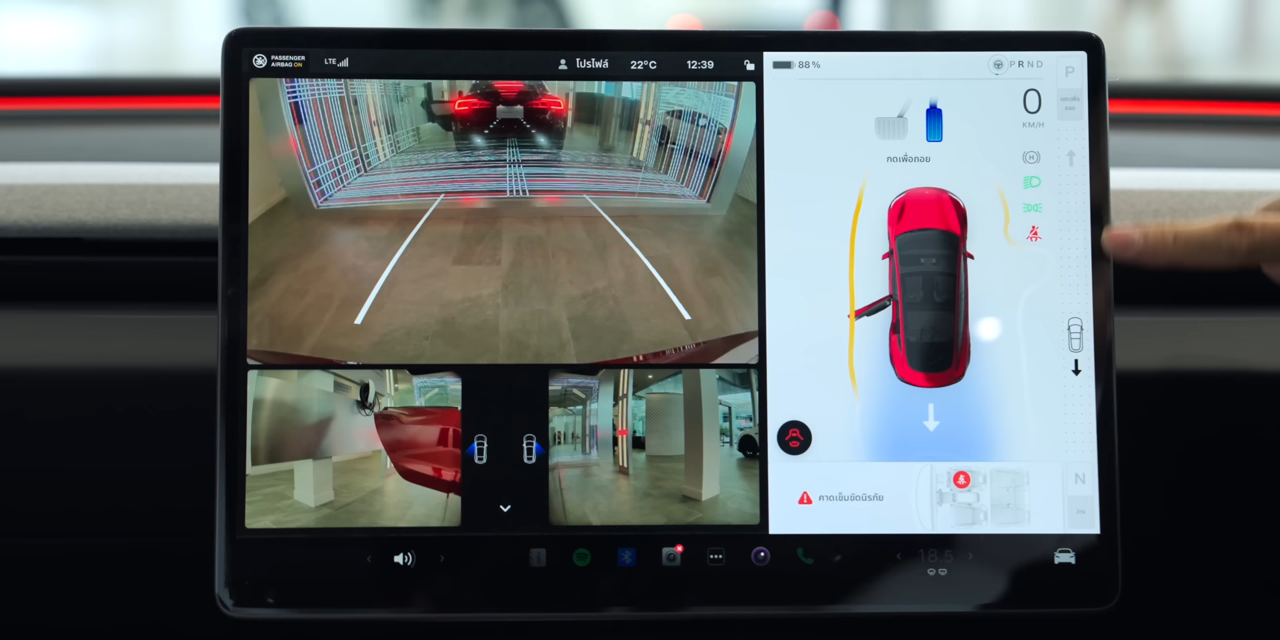 PASSENGER
AIRBAG ON
LTE
โปรไฟล์
22°C
12:39
88 %
P R N D
P
0
KM/H
กดเพื่อถอย
คาดเข็มขัดนิรภัย
N
18.5